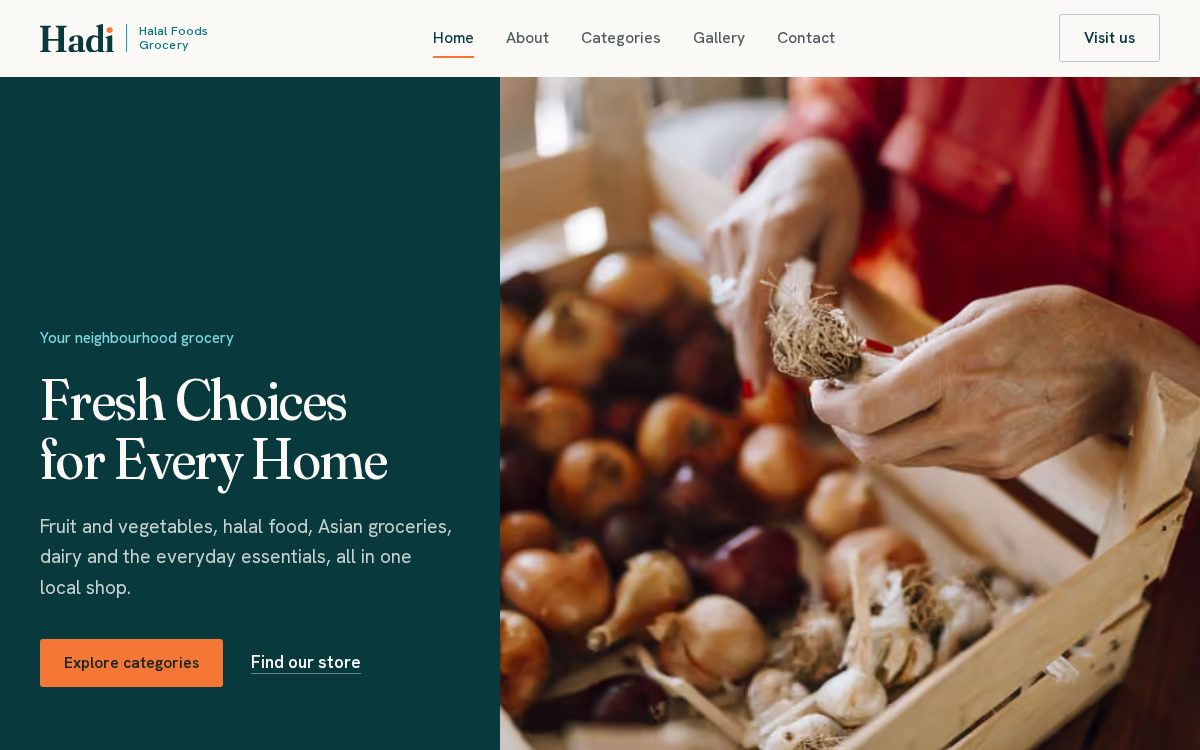 Hadi
Halal Foods
Grocery
Home
About
Categories
Gallery
Contact
Visit us
Your neighbourhood grocery
Fresh Choices
for Every Home
Fruit and vegetables, halal food, Asian groceries,
dairy and the everyday essentials, all in one
local shop.
Explore categories
Find our store